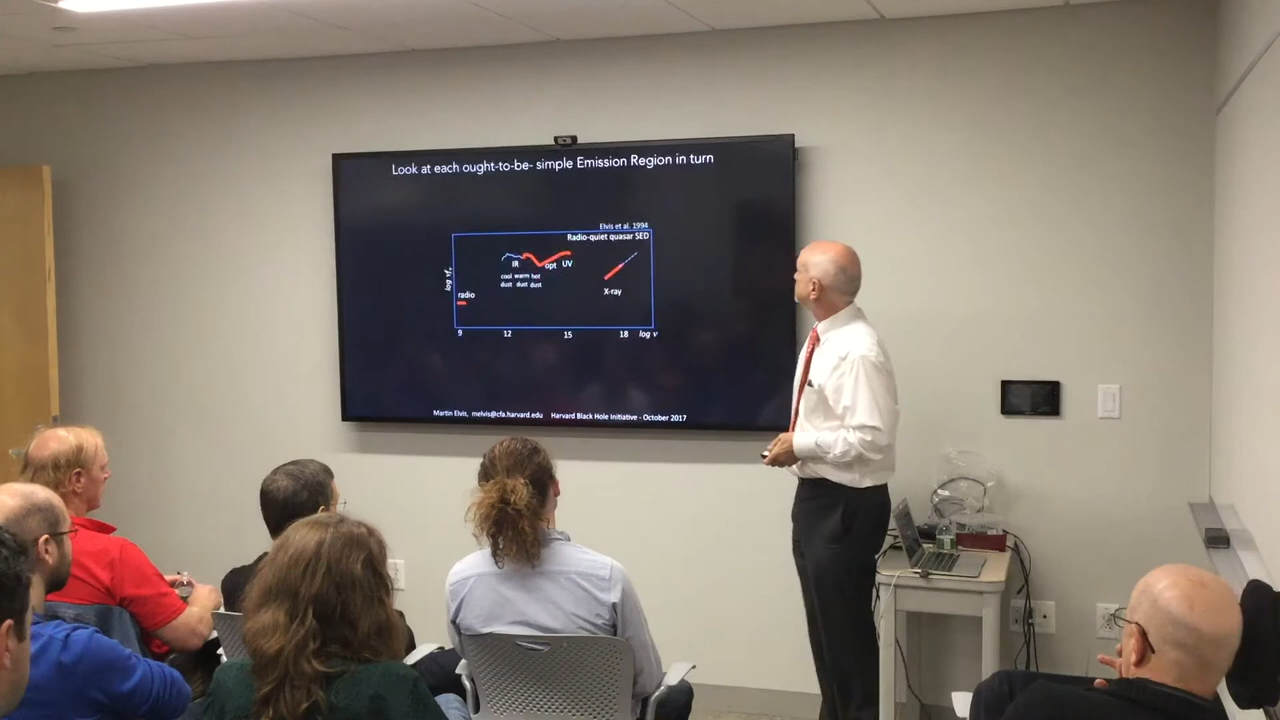 Look at each ought-to-be- simple Emission Region in turn
Elvis et al. 1994
Radio-quiet quasar SED
IR
opt
UV
cool warm hot
dust dust dust
X-ray
radio
log νfν
9 12 15 18 log ν
Martin Elvis, melvis@cfa.harvard.edu Harvard Black Hole Initiative - October 2017